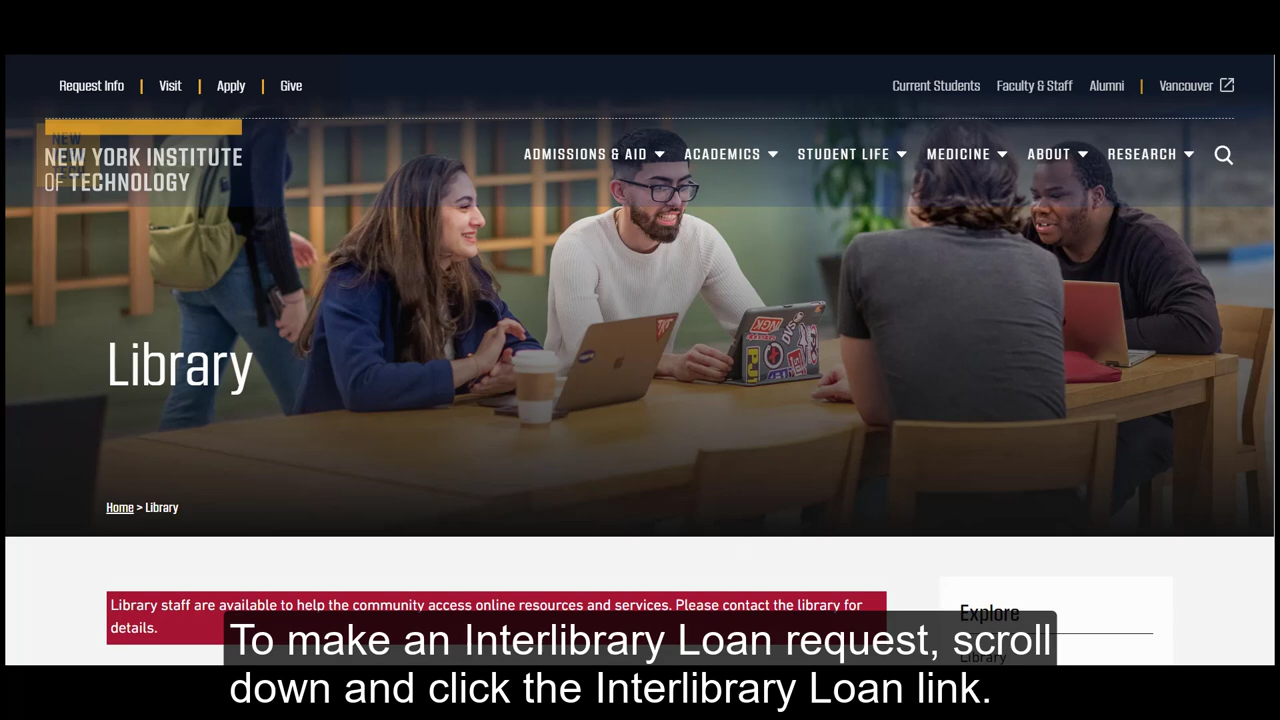 Request Info | Visit | Apply | Give
Current Students Faculty & Staff Alumni | Vancouver
NEW YORK INSTITUTE
OF TECHNOLOGY
ADMISSIONS & AID ACADEMICS STUDENT LIFE MEDICINE ABOUT RESEARCH
NGK
DVS
Library
Home > Library
Library staff are available to help the community access online resources and services. Please contact the library for
details.
Explore
Library
To make an Interlibrary Loan request, scroll
down and click the Interlibrary Loan link.